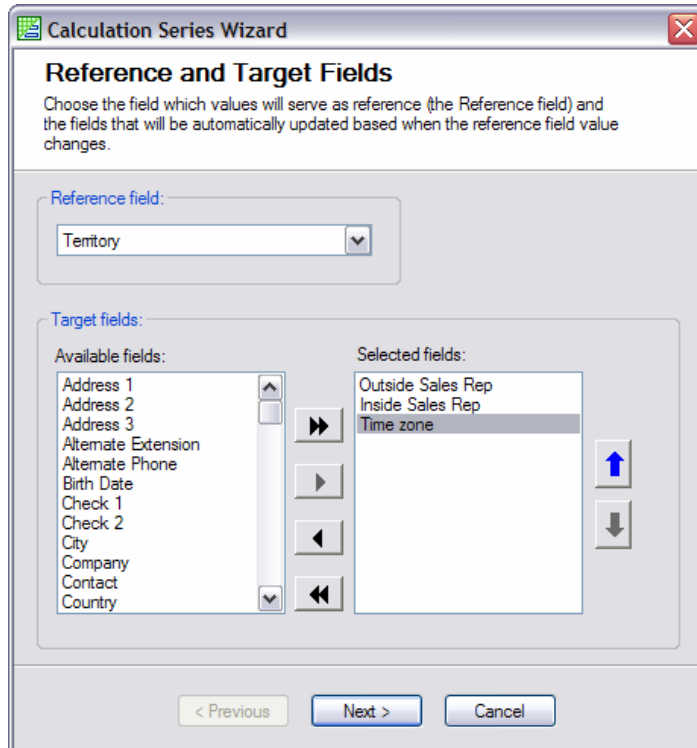 Calculation Series Wizard
Reference and Target Fields
Choose the field which values will serve as reference (the Reference field) and
the fields that will be automatically updated based when the reference field value
changes.
Reference field:
Territory
Target fields:
Available fields:
Address 1
Address 2
Address 3
Alternate Extension
Alternate Phone
Birth Date
Check 1
Check 2
City
Company
Contact
Country
Selected fields:
Outside Sales Rep
Inside Sales Rep
Time zone
< Previous
Next >
Cancel